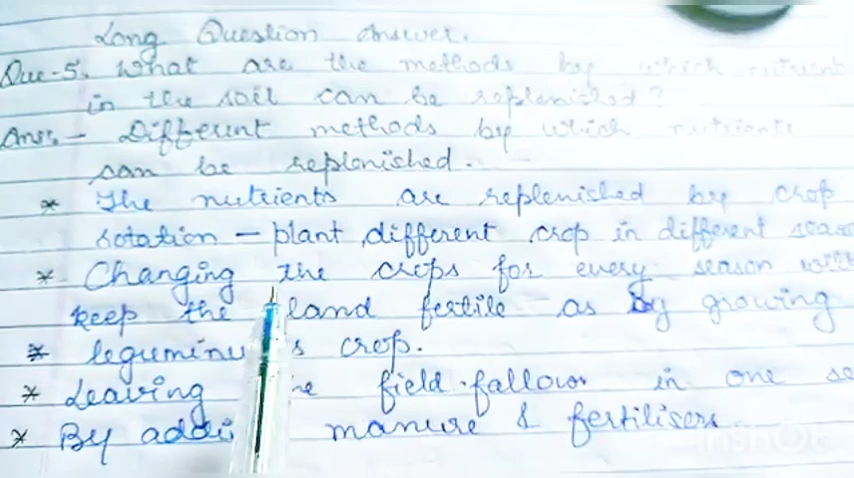 Long Question Answer.
Que-5. What are the methods by which nutrient
in the soil can be replenished?
Ans. - Different methods by which nutrients
can be replenished.
* The nutrients are replenished by crop
rotation - plant different crop in different
* Changing the crops for every season will
keep the land fertile as by growing
* crop.
* Leaving field fallow in one
* By manure & fertilisers
InShOt